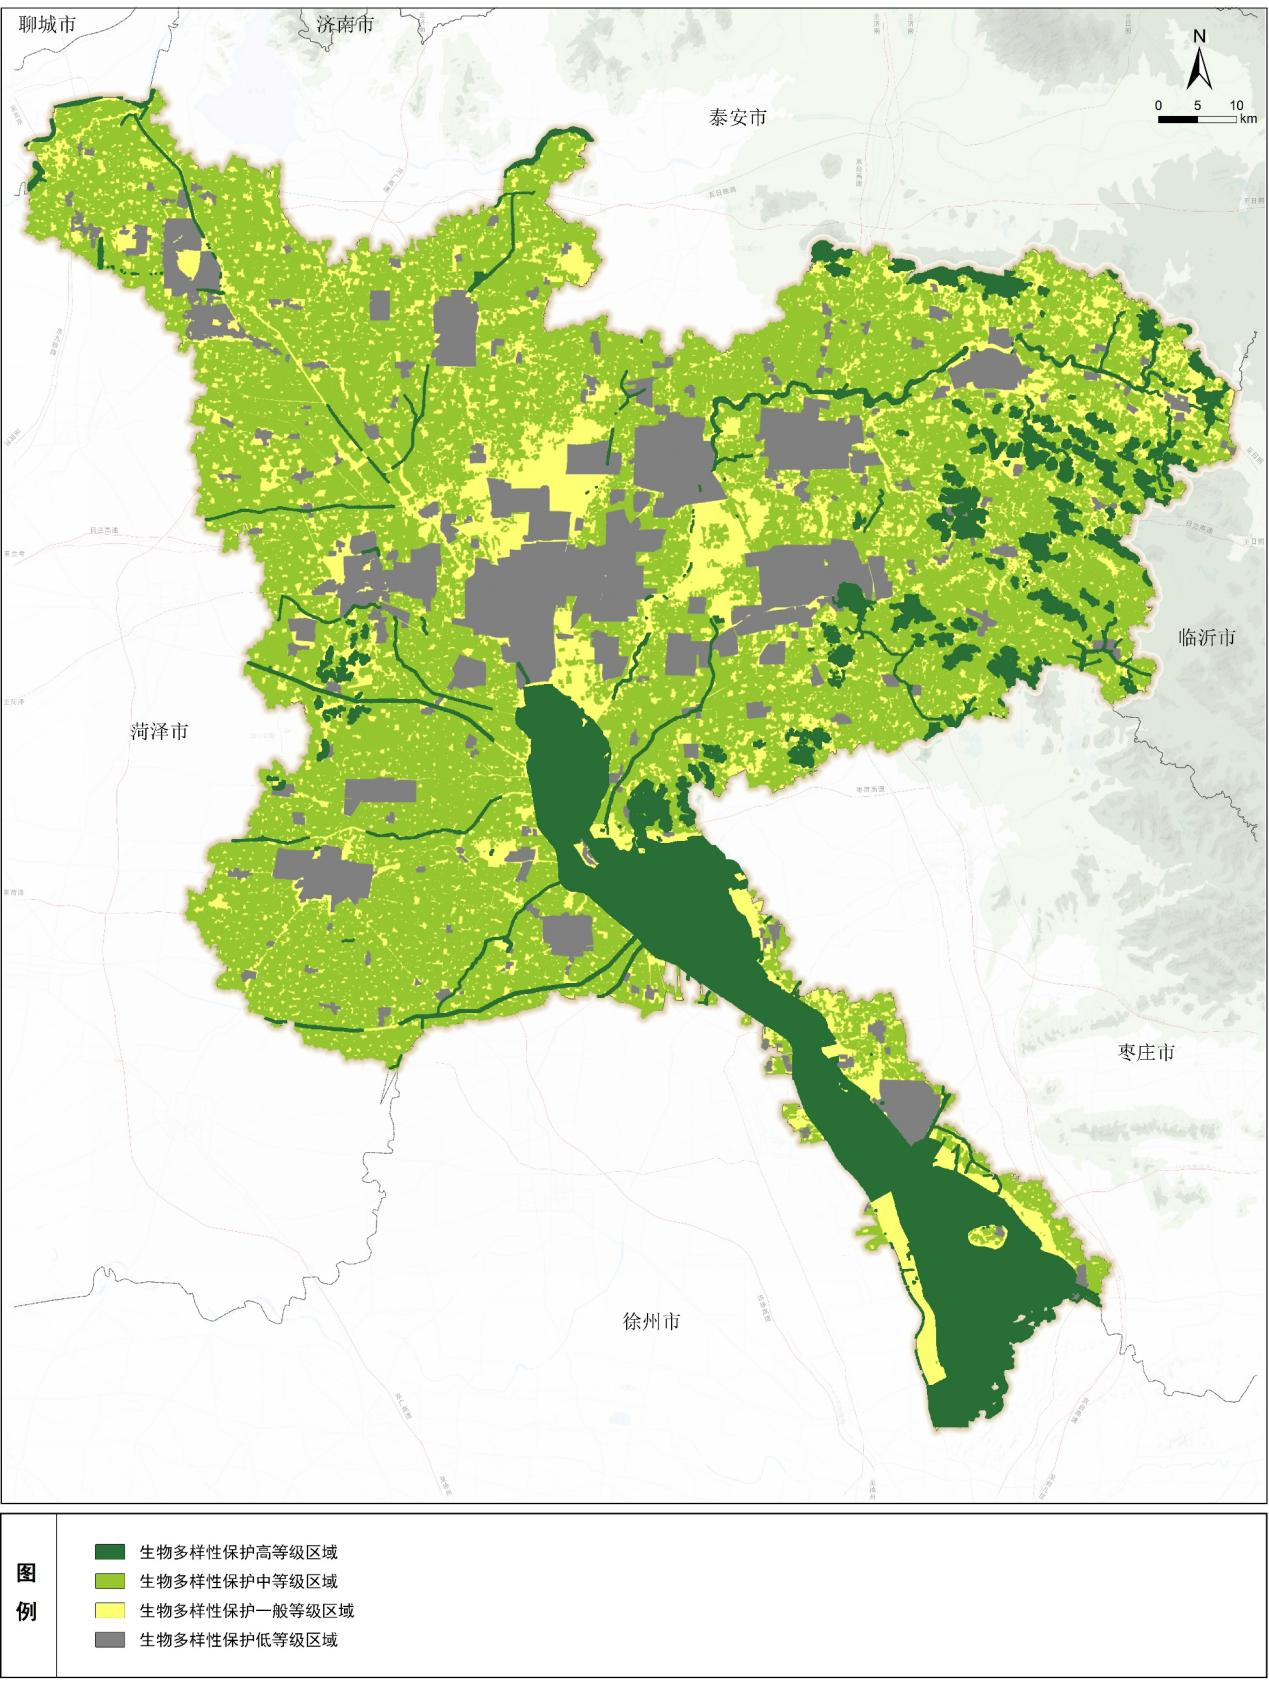 聊城市
济南市
N
0 5 10
km
泰安市
临沂市
菏泽市
枣庄市
徐州市
图例
生物多样性保护高等级区域
生物多样性保护中等级区域
生物多样性保护一般等级区域
生物多样性保护低等级区域